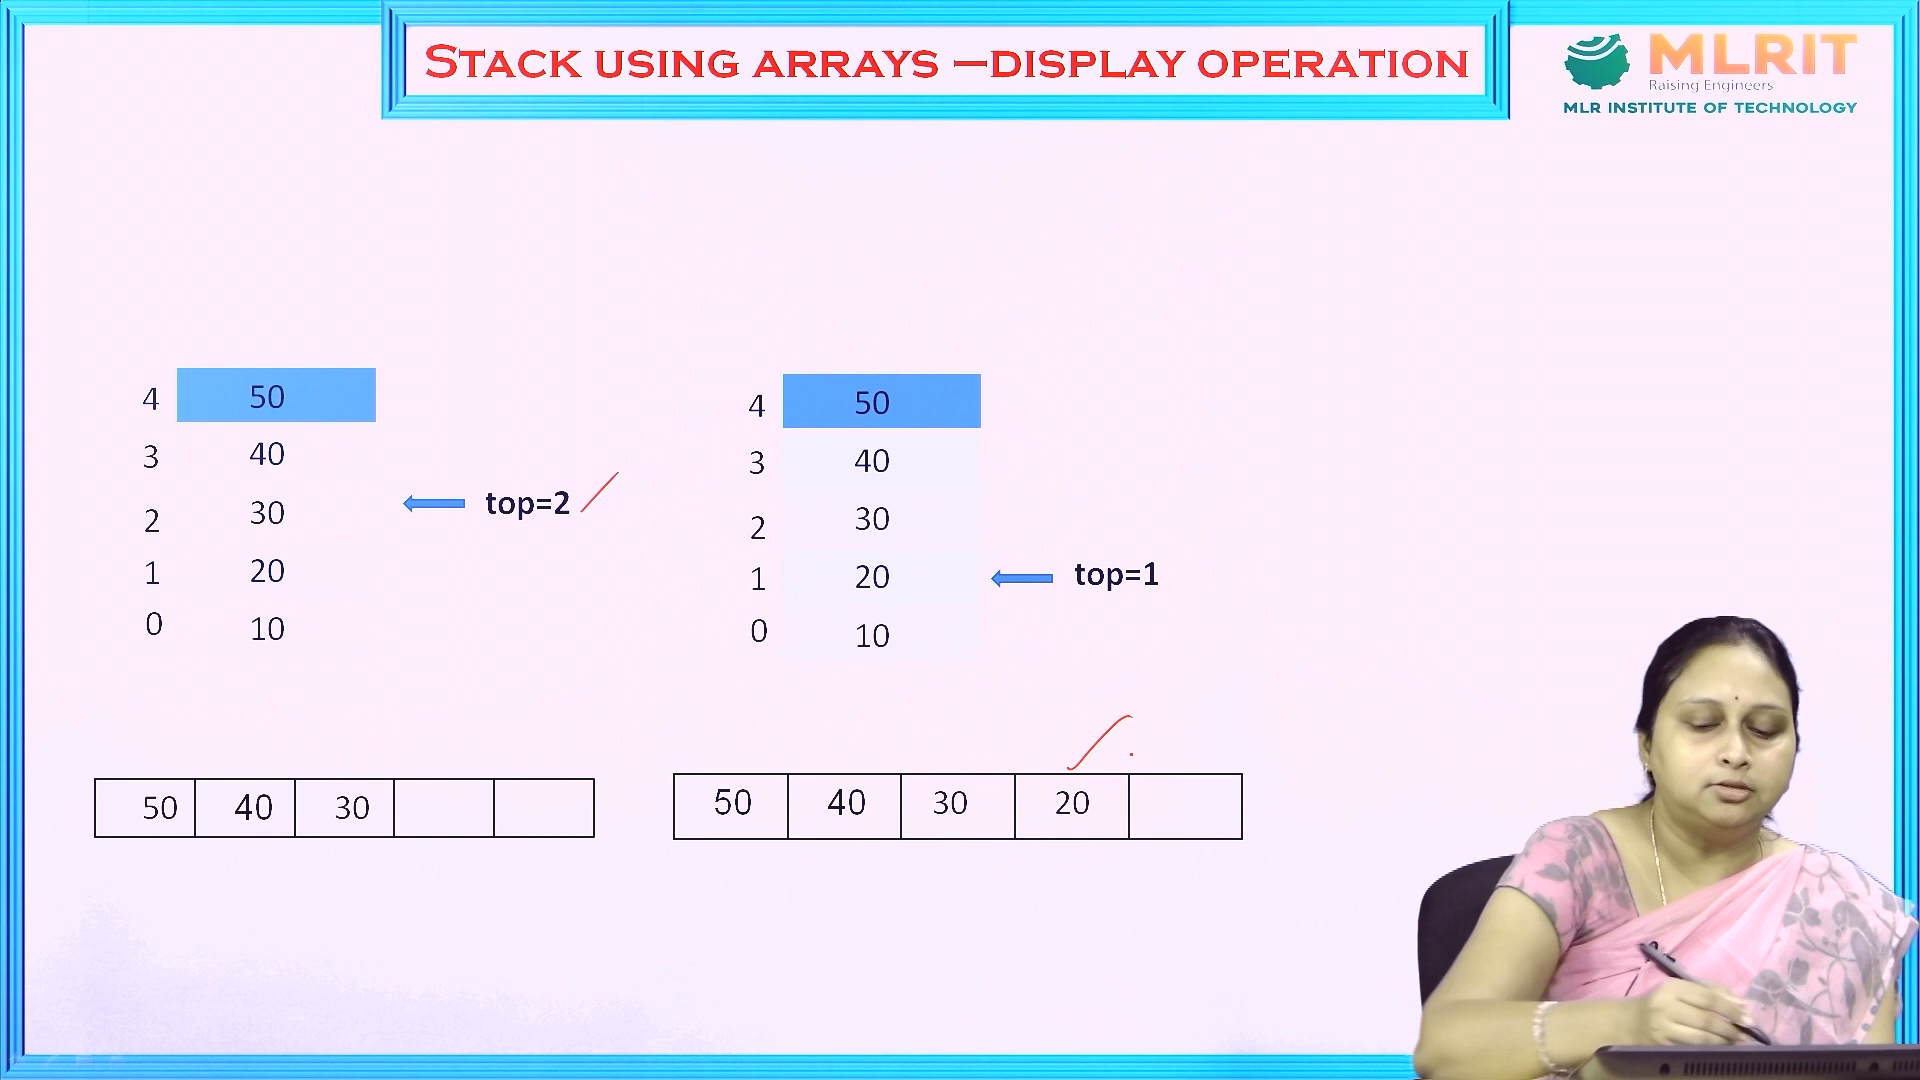 STACK USING ARRAYS –DISPLAY OPERATION
MLRIT
Raising Engineers
MLR INSTITUTE OF TECHNOLOGY
4 50
3 40
2 30
1 20
0 10
top=2
4 50
3 40
2 30
1 20
0 10
top=1
50 40 30
50 40 30 20